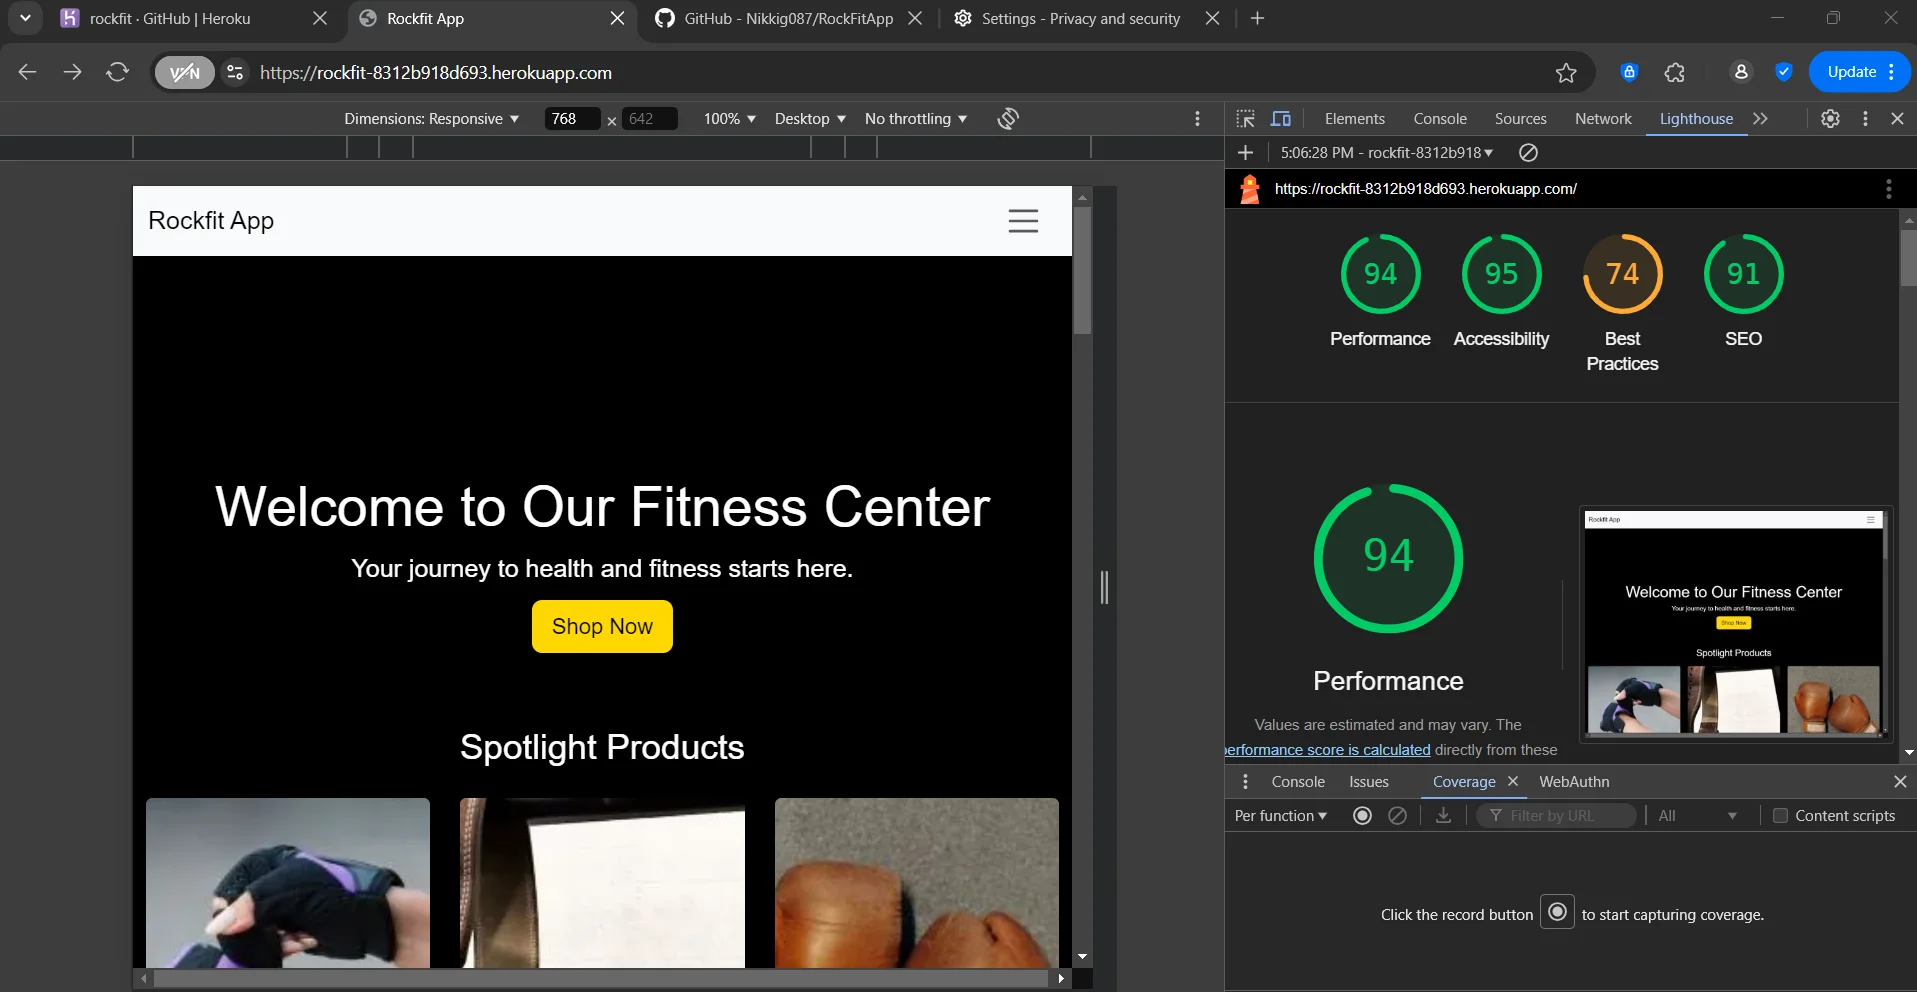 rockfit · GitHub | Heroku
Rockfit App
GitHub - Nikkig087/RockFitApp
Settings - Privacy and security
VPN
https://rockfit-8312b918d693.herokuapp.com
Update
Dimensions: Responsive
768 × 642
100%
Desktop
No throttling
Elements
Console
Sources
Network
Lighthouse
5:06:28 PM - rockfit-8312b918
https://rockfit-8312b918d693.herokuapp.com/
Rockfit App
94
95
74
91
Performance
Accessibility
Best
Practices
SEO
Welcome to Our Fitness Center
Your journey to health and fitness starts here.
Shop Now
Spotlight Products
94
Performance
Values are estimated and may vary. The
performance score is calculated directly from these
Rockfit App
Welcome to Our Fitness Center
Your journey to health and fitness starts here.
Shop Now
Spotlight Products
Console
Issues
Coverage
WebAuthn
Per function
Filter by URL
All
Content scripts
Click the record button to start capturing coverage.